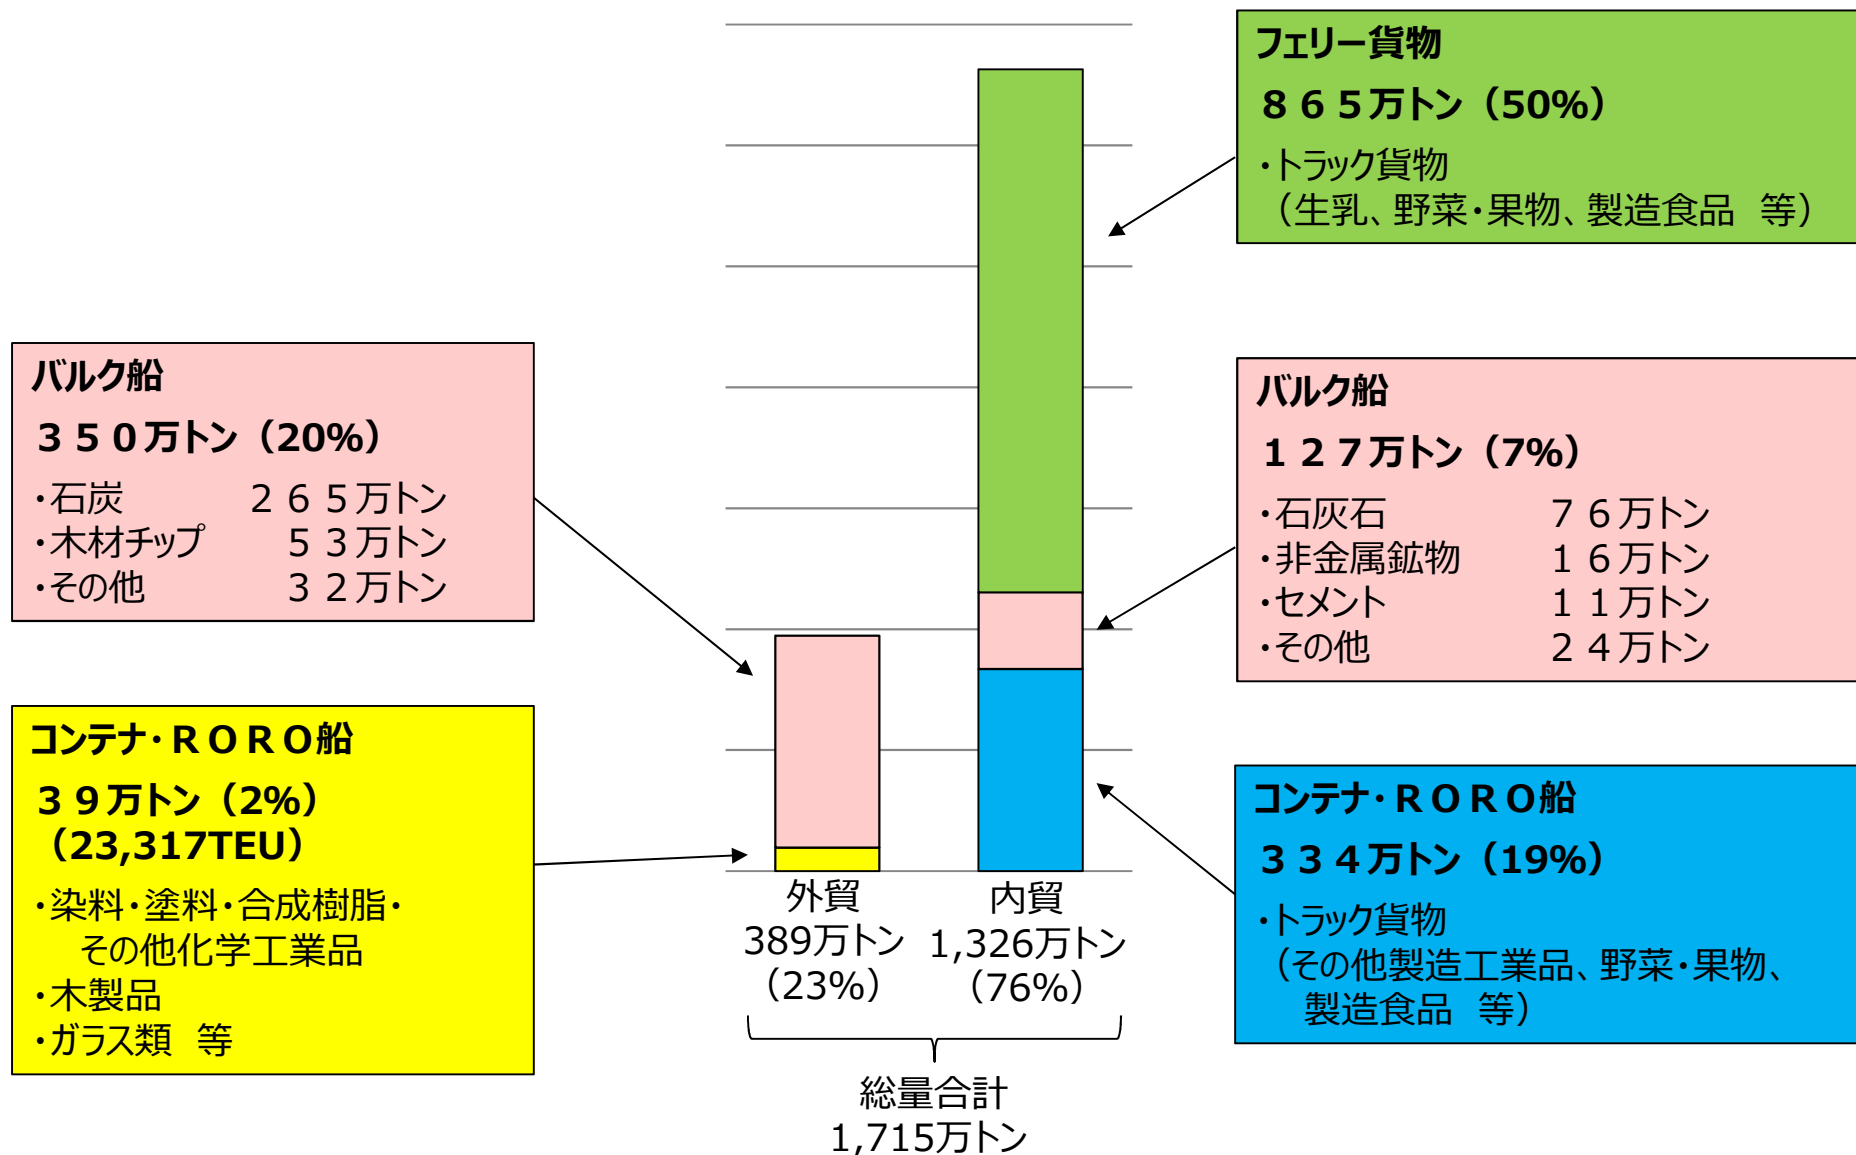 フェリー貨物
８６５万トン（50%）
・トラック貨物
（生乳、野菜・果物、製造食品　等）
バルク船
３５０万トン（20%）
・石炭　２６５万トン
・木材チップ　５３万トン
・その他　３２万トン
バルク船
１２７万トン（7%）
・石灰石　７６万トン
・非金属鉱物　１６万トン
・セメント　１１万トン
・その他　２４万トン
コンテナ・ＲＯＲＯ船
３９万トン（2%）
（23,317TEU）
・染料・塗料・合成樹脂・
その他化学工業品
・木製品
・ガラス類　等
コンテナ・ＲＯＲＯ船
３３４万トン（19%）
・トラック貨物
（その他製造工業品、野菜・果物、
製造食品　等）
外貿
389万トン
（23%）
内貿
1,326万トン
（76%）
総量合計
1,715万トン